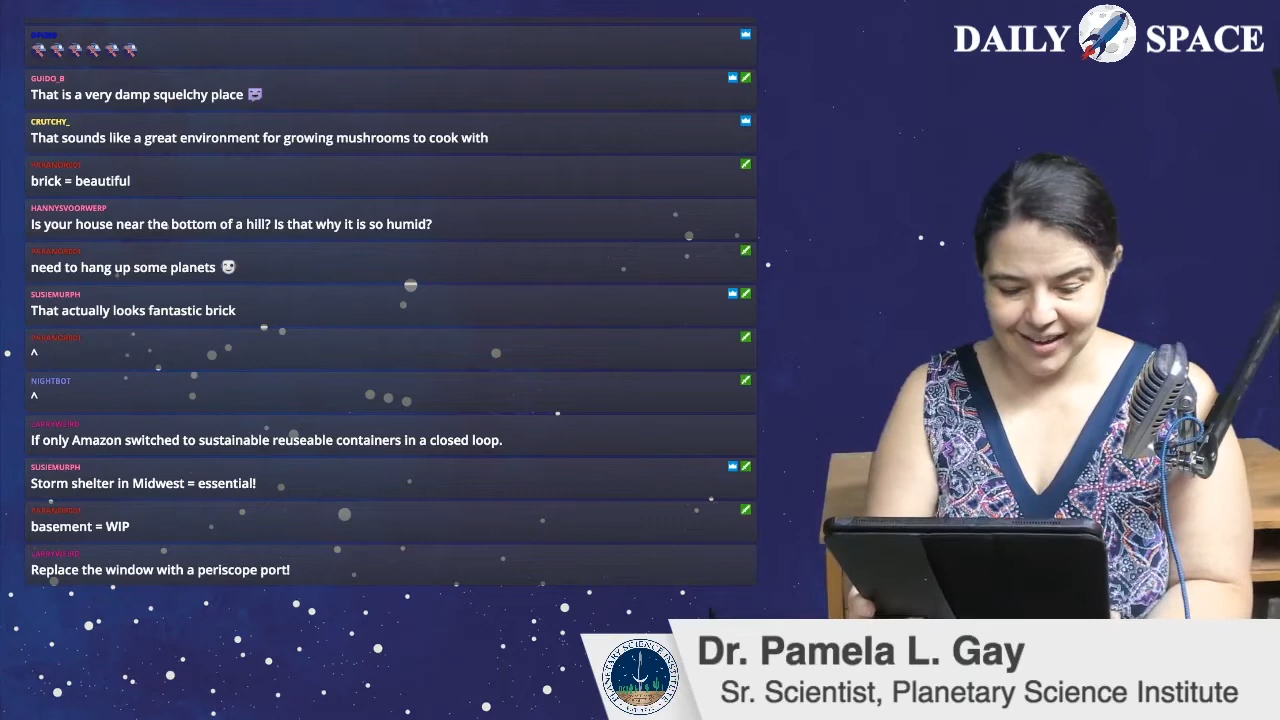 DAILY SPACE
GUIDO_B
That is a very damp squelchy place
CRUTCHY_
That sounds like a great environment for growing mushrooms to cook with
brick = beautiful
HANNYSVOORWERP
Is your house near the bottom of a hill? Is that why it is so humid?
need to hang up some planets
SUSIEMURPH
That actually looks fantastic brick
^
NIGHTBOT
^
LARRYWEIRD
If only Amazon switched to sustainable reuseable containers in a closed loop.
SUSIEMURPH
Storm shelter in Midwest = essential!
basement = WIP
LARRYWEIRD
Replace the window with a periscope port!
Dr. Pamela L. Gay
Sr. Scientist, Planetary Science Institute